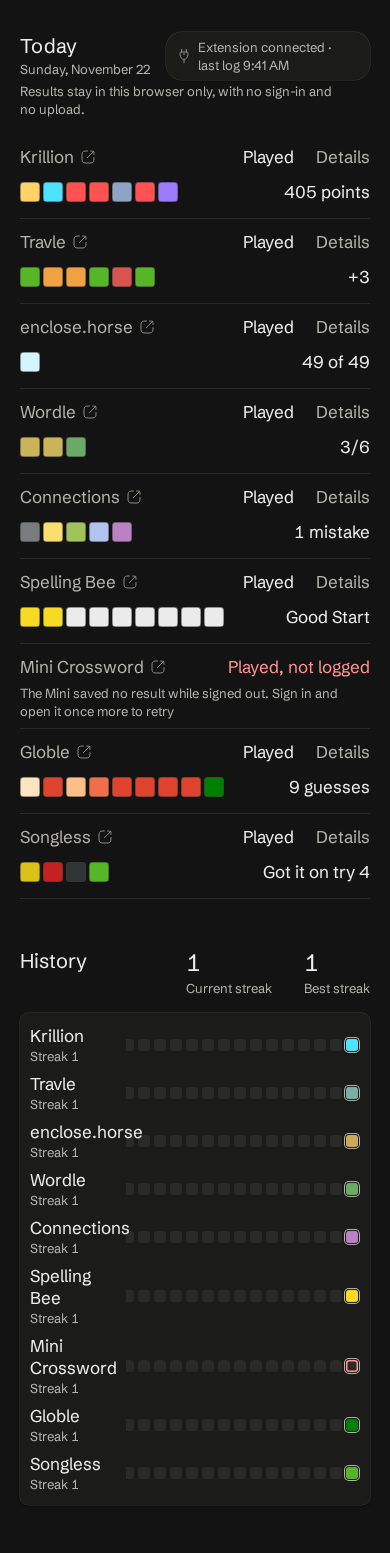 Today
Sunday, November 22
Extension connected ·
last log 9:41 AM
Results stay in this browser only, with no sign-in and
no upload.
Krillion Played Details
405 points
Travle Played Details
+3
enclose.horse Played Details
49 of 49
Wordle Played Details
3/6
Connections Played Details
1 mistake
Spelling Bee Played Details
Good Start
Mini Crossword Played, not logged
The Mini saved no result while signed out. Sign in and
open it once more to retry
Globle Played Details
9 guesses
Songless Played Details
Got it on try 4
History
1
Current streak
1
Best streak
Krillion
Streak 1
Travle
Streak 1
enclose.horse
Streak 1
Wordle
Streak 1
Connections
Streak 1
Spelling
Bee
Streak 1
Mini
Crossword
Streak 1
Globle
Streak 1
Songless
Streak 1